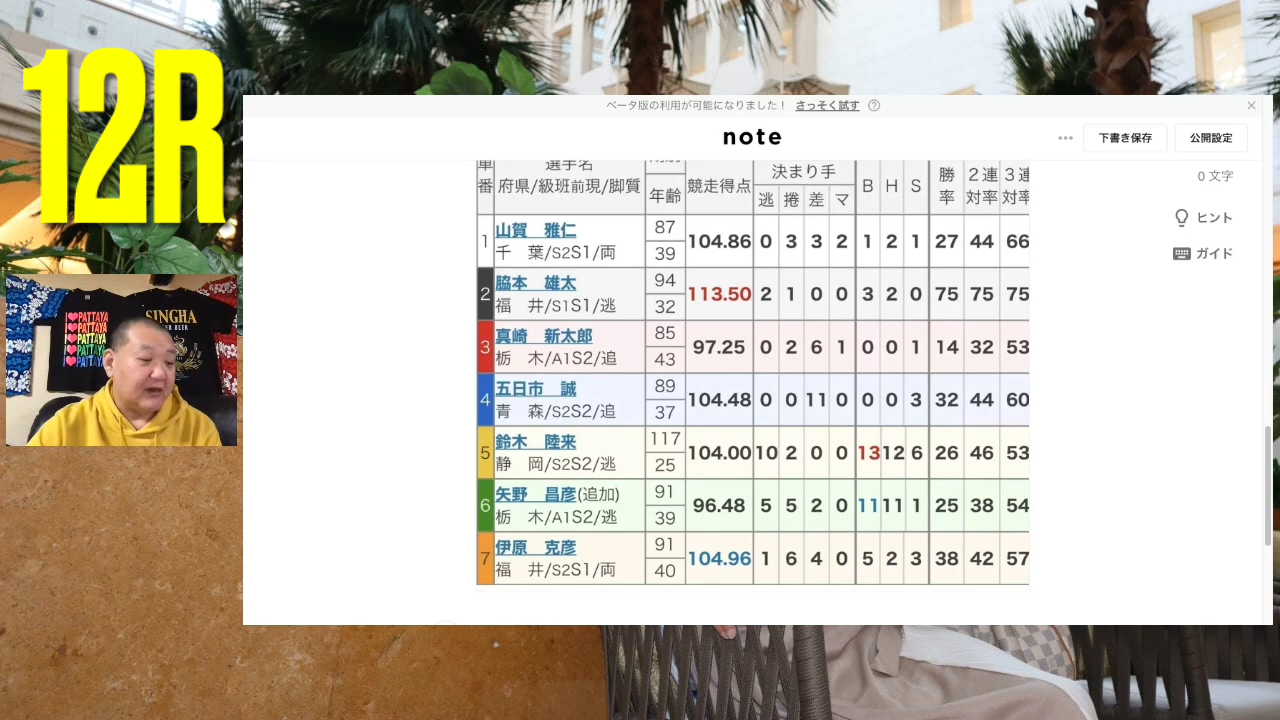 12R
ベータ版の利用が可能になりました！ さっそく試す ?
note
下書き保存
公開設定
0 文字
ヒント
ガイド
車番 選手名 府県/級班前現/脚質 年齢 競走得点 決まり手 逃 捲 差 マ B H S 勝率 2連対率 3連対率
1 山賀 雅仁 千 葉/S2S1/両 87 39 104.86 0 3 3 2 1 2 1 27 44 66
2 脇本 雄太 福 井/S1S1/逃 94 32 113.50 2 1 0 0 3 2 0 75 75 75
3 真崎 新太郎 栃 木/A1S2/追 85 43 97.25 0 2 6 1 0 0 1 14 32 53
4 五日市 誠 青 森/S2S2/追 89 37 104.48 0 0 11 0 0 0 3 32 44 60
5 鈴木 陸来 静 岡/S2S2/逃 117 25 104.00 10 2 0 0 13 12 6 26 46 53
6 矢野 昌彦(追加) 栃 木/A1S2/逃 91 39 96.48 5 5 2 0 11 11 1 25 38 54
7 伊原 克彦 福 井/S2S1/両 91 40 104.96 1 6 4 0 5 2 3 38 42 57
I❤PATTAYA
I❤PATTAYA
I❤PATTAYA
I❤PATTAYA
SINGHA
BEER